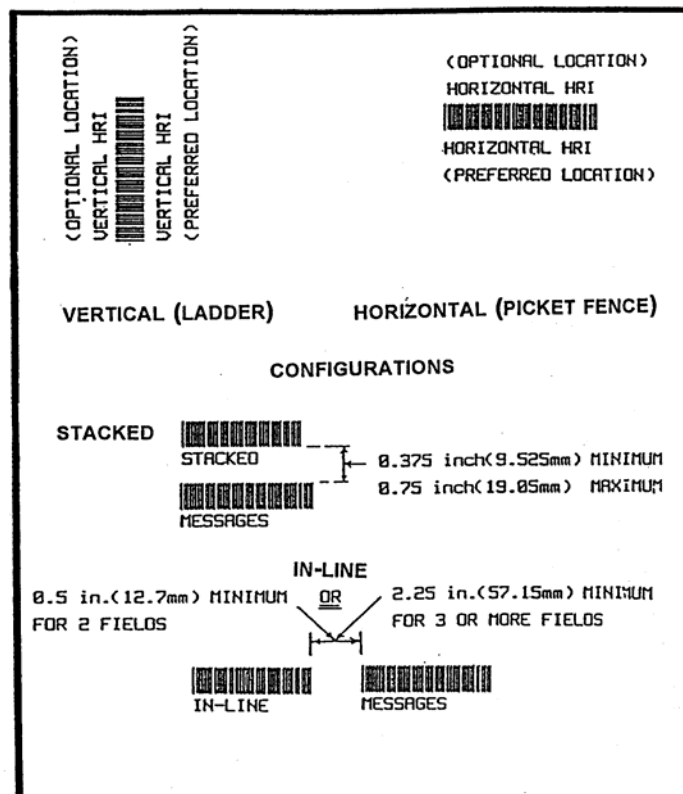 (OPTIONAL LOCATION)
VERTICAL HRI
VERTICAL HRI
(PREFERRED LOCATION)
(OPTIONAL LOCATION)
HORIZONTAL HRI
HORIZONTAL HRI
(PREFERRED LOCATION)
VERTICAL (LADDER)
HORIZONTAL (PICKET FENCE)
CONFIGURATIONS
STACKED
STACKED
0.375 inch(9.525mm) MINIMUM
0.75 inch(19.05mm) MAXIMUM
MESSAGES
IN-LINE
0.5 in.(12.7mm) MINIMUM
FOR 2 FIELDS
OR
2.25 in.(57.15mm) MINIMUM
FOR 3 OR MORE FIELDS
IN-LINE
MESSAGES